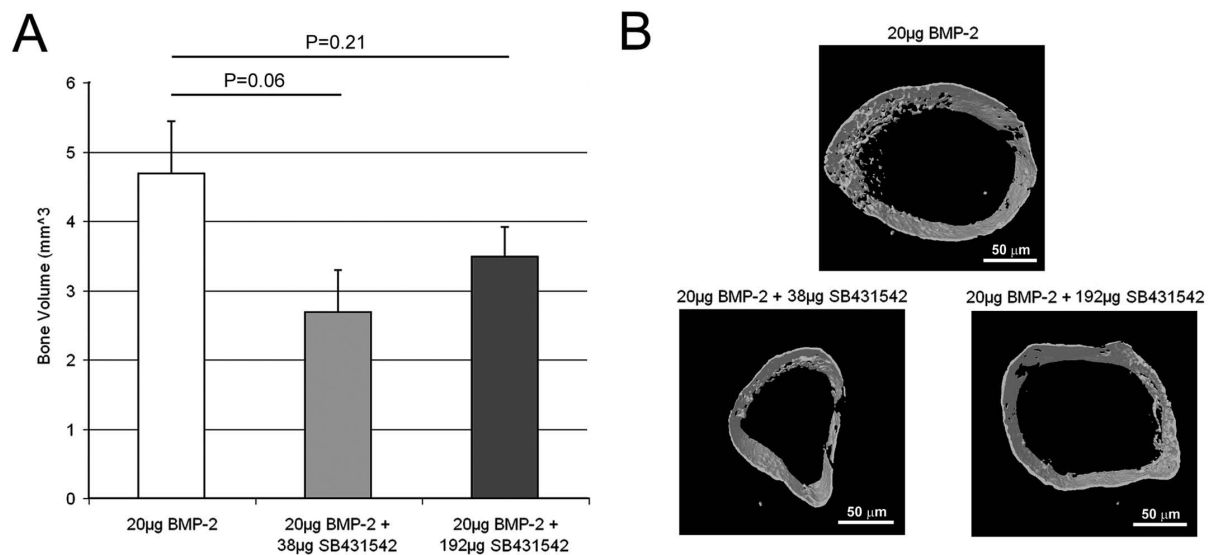 A
P=0.21
P=0.06
6
5
4
3
2
1
0
Bone Volume (mm^3
20µg BMP-2
20µg BMP-2 +
38µg SB431542
20µg BMP-2 +
192µg SB431542
B
20µg BMP-2
50 µm
20µg BMP-2 + 38µg SB431542
50 µm
20µg BMP-2 + 192µg SB431542
50 µm